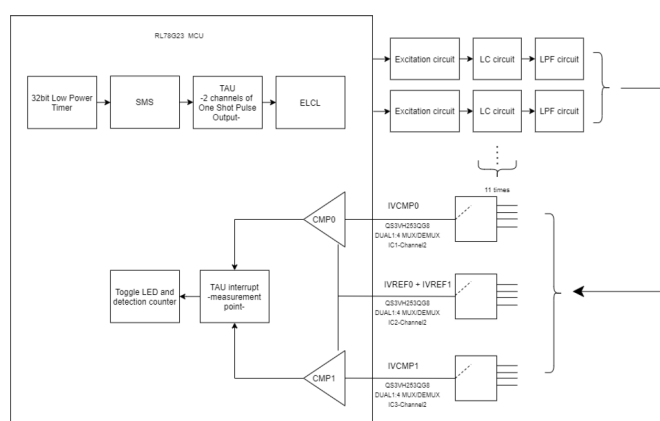 RL78G23 MCU
32bit Low Power
Timer
SMS
TAU
-2 channels of
One Shot Pulse
Output-
ELCL
Excitation circuit
LC circuit
LPF circuit
Excitation circuit
LC circuit
LPF circuit
11 times
CMP0
IVCMP0
QS3VH253QG8
DUAL1:4 MUX/DEMUX
IC1-Channel2
Toggle LED and
detection counter
TAU interrupt
-measurement
point-
IVREF0 + IVREF1
QS3VH253QG8
DUAL1:4 MUX/DEMUX
IC2-Channel2
CMP1
IVCMP1
QS3VH253QG8
DUAL1:4 MUX/DEMUX
IC3-Channel2